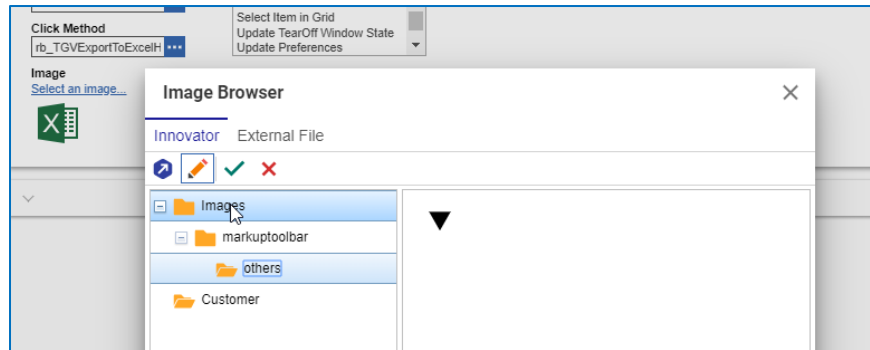 Select Item in Grid
Click Method
Update TearOff Window State
rb_TGVExportToExcelH
Update Preferences
Image
Select an image...
Image Browser
Innovator External File
Images
markuptoolbar
others
Customer